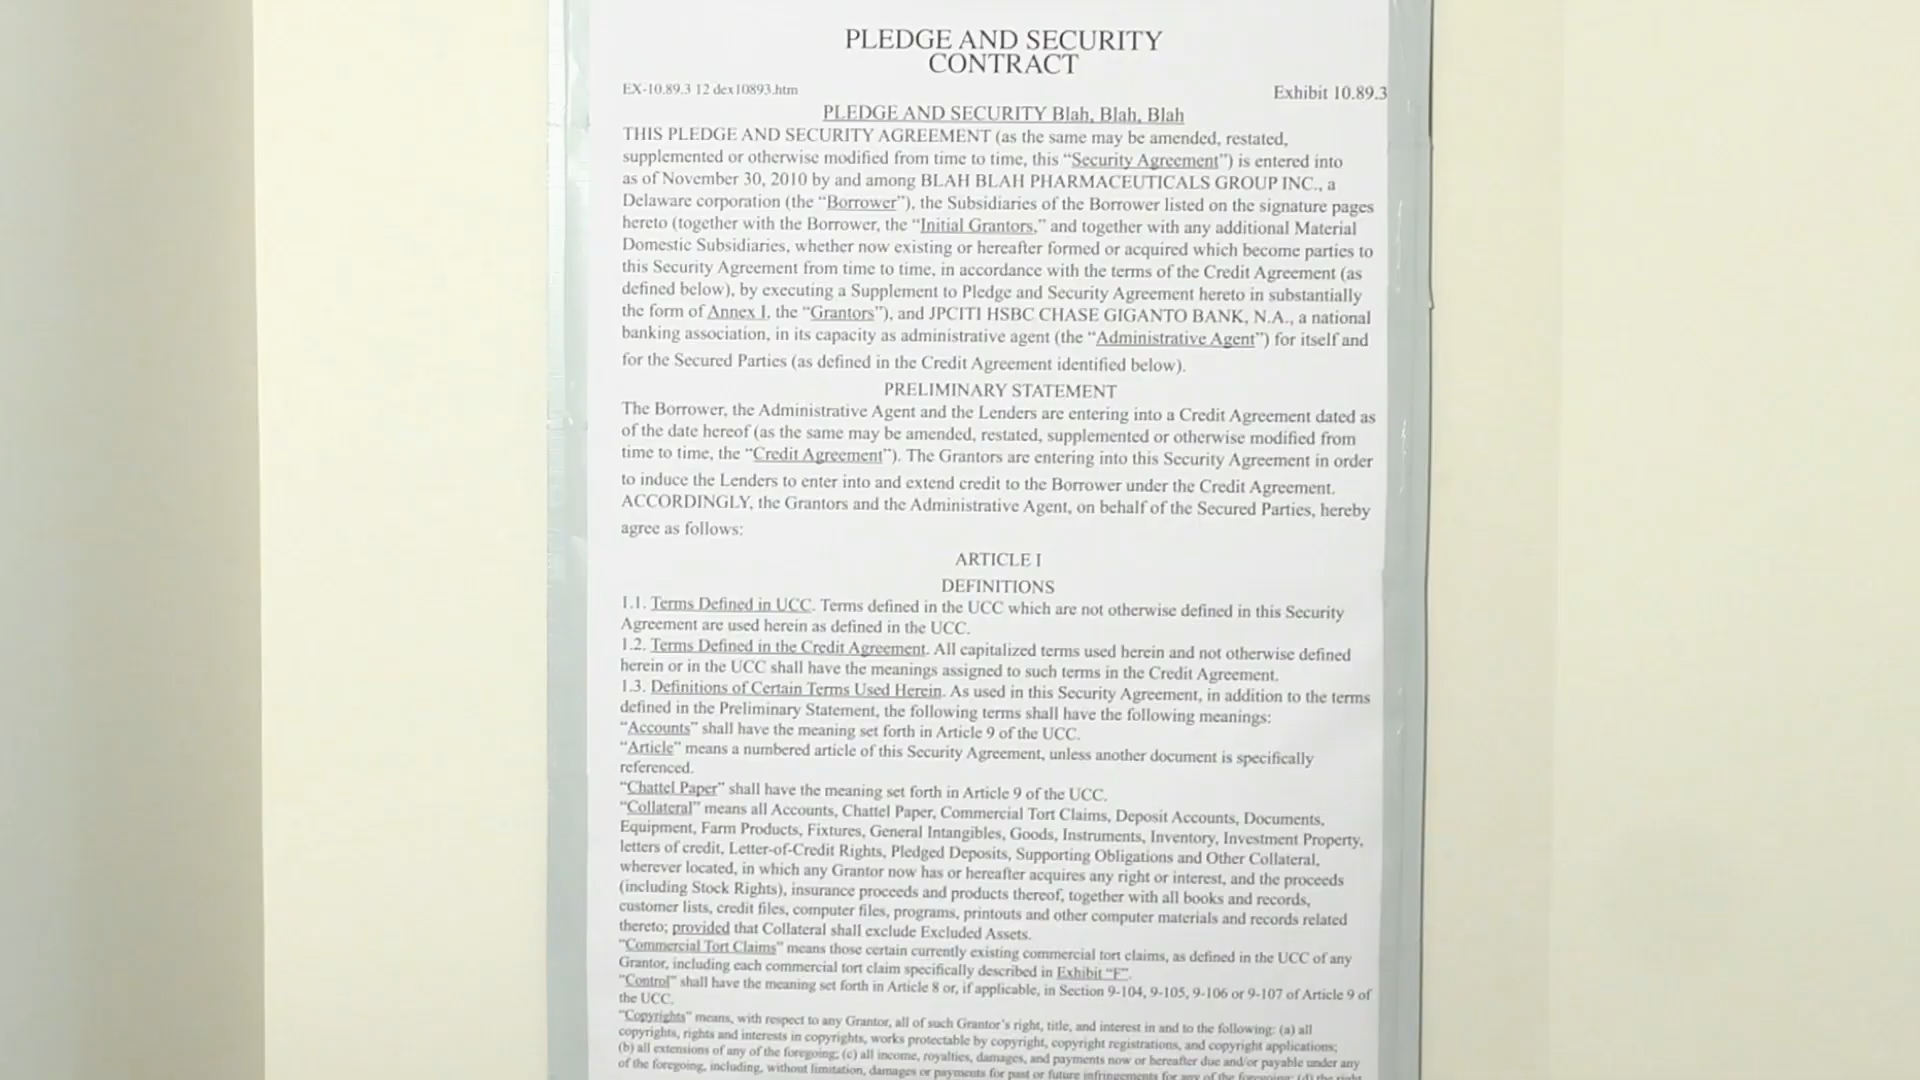 PLEDGE AND SECURITY
CONTRACT
EX-10.89.3 12 dex10893.htm
Exhibit 10.89.3
PLEDGE AND SECURITY Blah, Blah, Blah
THIS PLEDGE AND SECURITY AGREEMENT (as the same may be amended, restated,
supplemented or otherwise modified from time to time, this “Security Agreement”) is entered into
as of November 30, 2010 by and among BLAH BLAH PHARMACEUTICALS GROUP INC., a
Delaware corporation (the “Borrower”), the Subsidiaries of the Borrower listed on the signature pages
hereto (together with the Borrower, the “Initial Grantors,” and together with any additional Material
Domestic Subsidiaries, whether now existing or hereafter formed or acquired which become parties to
this Security Agreement from time to time, in accordance with the terms of the Credit Agreement (as
defined below), by executing a Supplement to Pledge and Security Agreement hereto in substantially
the form of Annex I, the “Grantors”), and JPCITI HSBC CHASE GIGANTO BANK, N.A., a national
banking association, in its capacity as administrative agent (the “Administrative Agent”) for itself and
for the Secured Parties (as defined in the Credit Agreement identified below).
PRELIMINARY STATEMENT
The Borrower, the Administrative Agent and the Lenders are entering into a Credit Agreement dated as
of the date hereof (as the same may be amended, restated, supplemented or otherwise modified from
time to time, the “Credit Agreement”). The Grantors are entering into this Security Agreement in order
to induce the Lenders to enter into and extend credit to the Borrower under the Credit Agreement.
ACCORDINGLY, the Grantors and the Administrative Agent, on behalf of the Secured Parties, hereby
agree as follows:
ARTICLE I
DEFINITIONS
1.1. Terms Defined in UCC. Terms defined in the UCC which are not otherwise defined in this Security
Agreement are used herein as defined in the UCC.
1.2. Terms Defined in the Credit Agreement. All capitalized terms used herein and not otherwise defined
herein or in the UCC shall have the meanings assigned to such terms in the Credit Agreement.
1.3. Definitions of Certain Terms Used Herein. As used in this Security Agreement, in addition to the terms
defined in the Preliminary Statement, the following terms shall have the following meanings:
“Accounts” shall have the meaning set forth in Article 9 of the UCC.
“Article” means a numbered article of this Security Agreement, unless another document is specifically
referenced.
“Chattel Paper” shall have the meaning set forth in Article 9 of the UCC.
“Collateral” means all Accounts, Chattel Paper, Commercial Tort Claims, Deposit Accounts, Documents,
Equipment, Farm Products, Fixtures, General Intangibles, Goods, Instruments, Inventory, Investment Property,
letters of credit, Letter-of-Credit Rights, Pledged Deposits, Supporting Obligations and Other Collateral,
wherever located, in which any Grantor now has or hereafter acquires any right or interest, and the proceeds
(including Stock Rights), insurance proceeds and products thereof, together with all books and records,
customer lists, credit files, computer files, programs, printouts and other computer materials and records related
thereto; provided that Collateral shall exclude Excluded Assets.
“Commercial Tort Claims” means those certain currently existing commercial tort claims, as defined in the UCC of any
Grantor, including each commercial tort claim specifically described in Exhibit “F”.
“Control” shall have the meaning set forth in Article 8 or, if applicable, in Section 9-104, 9-105, 9-106 or 9-107 of Article 9 of
the UCC.
“Copyrights” means, with respect to any Grantor, all of such Grantor’s right, title, and interest in and to the following: (a) all
copyrights, rights and interests in copyrights, works protectable by copyright, copyright registrations, and copyright applications;
(b) all extensions of any of the foregoing; (c) all income, royalties, damages, and payments now or hereafter due and/or payable under any
of the foregoing, including, without limitation, damages or payments for past or future infringements for any of the foregoing; (d) the right